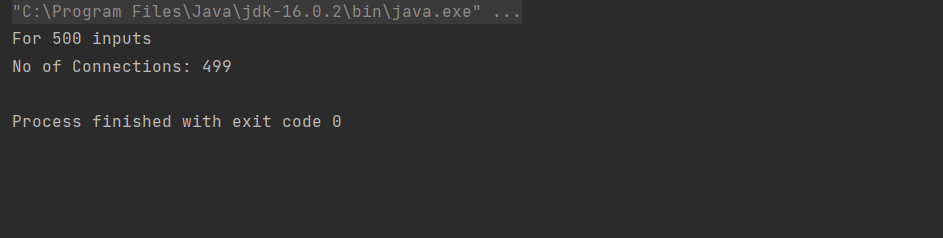 "C:\Program Files\Java\jdk-16.0.2\bin\java.exe" ...
For 500 inputs
No of Connections: 499
Process finished with exit code 0